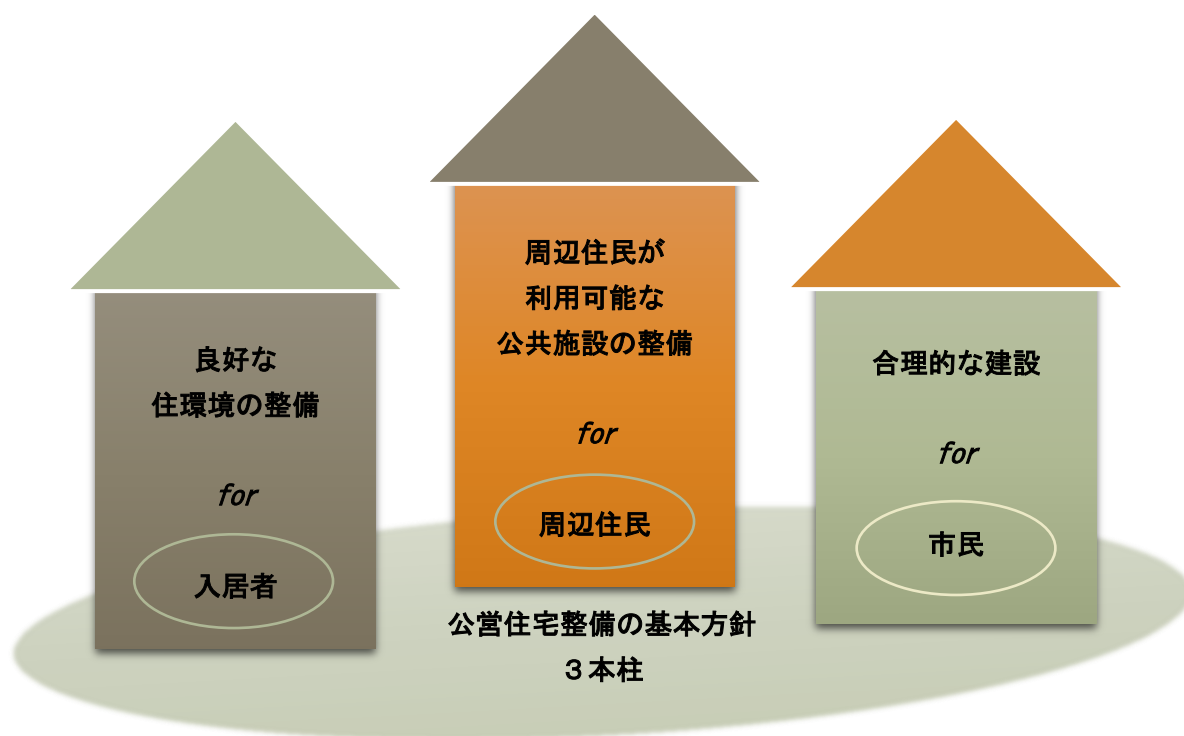 良好な
住環境の整備
for
入居者
周辺住民が
利用可能な
公共施設の整備
for
周辺住民
合理的な建設
for
市民
公営住宅整備の基本方針
３本柱